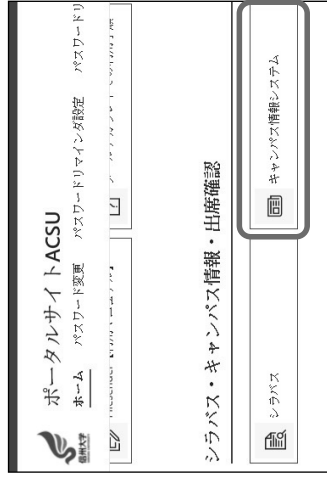 信州大学
ポータルサイトACSU
ホーム パスワード変更 パスワードリマインダ設定 パスワードリ
シラバス・キャンパス情報・出席確認
シラバス キャンパス情報システム